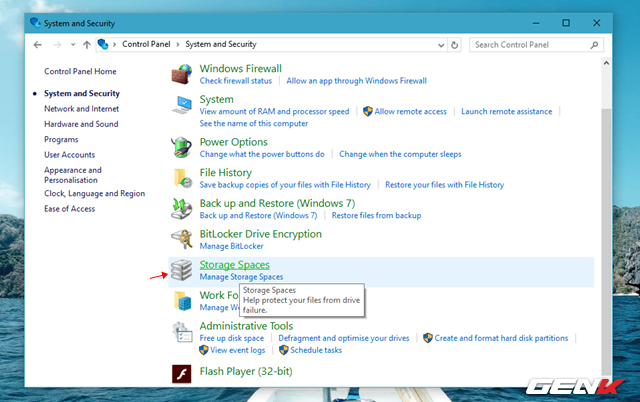 System and Security
Control Panel > System and Security
Search Control Panel
Control Panel Home
System and Security
Network and Internet
Hardware and Sound
Programs
User Accounts
Appearance and
Personalisation
Clock, Language and Region
Ease of Access
Windows Firewall
Check firewall status
Allow an app through Windows Firewall
System
View amount of RAM and processor speed
Allow remote access
Launch remote assistance
See the name of this computer
Power Options
Change what the power buttons do
Change when the computer sleeps
File History
Save backup copies of your files with File History
Restore your files with File History
Back up and Restore (Windows 7)
Back up and Restore (Windows 7)
Restore files from backup
BitLocker Drive Encryption
Manage BitLocker
Storage Spaces
Manage Storage Spaces
Storage Spaces
Help protect your files from drive
failure.
Work Fo
Manage W
Administrative Tools
Free up disk space
Defragment and optimise your drives
Create and format hard disk partitions
View event logs
Schedule tasks
Flash Player (32-bit)
GENK